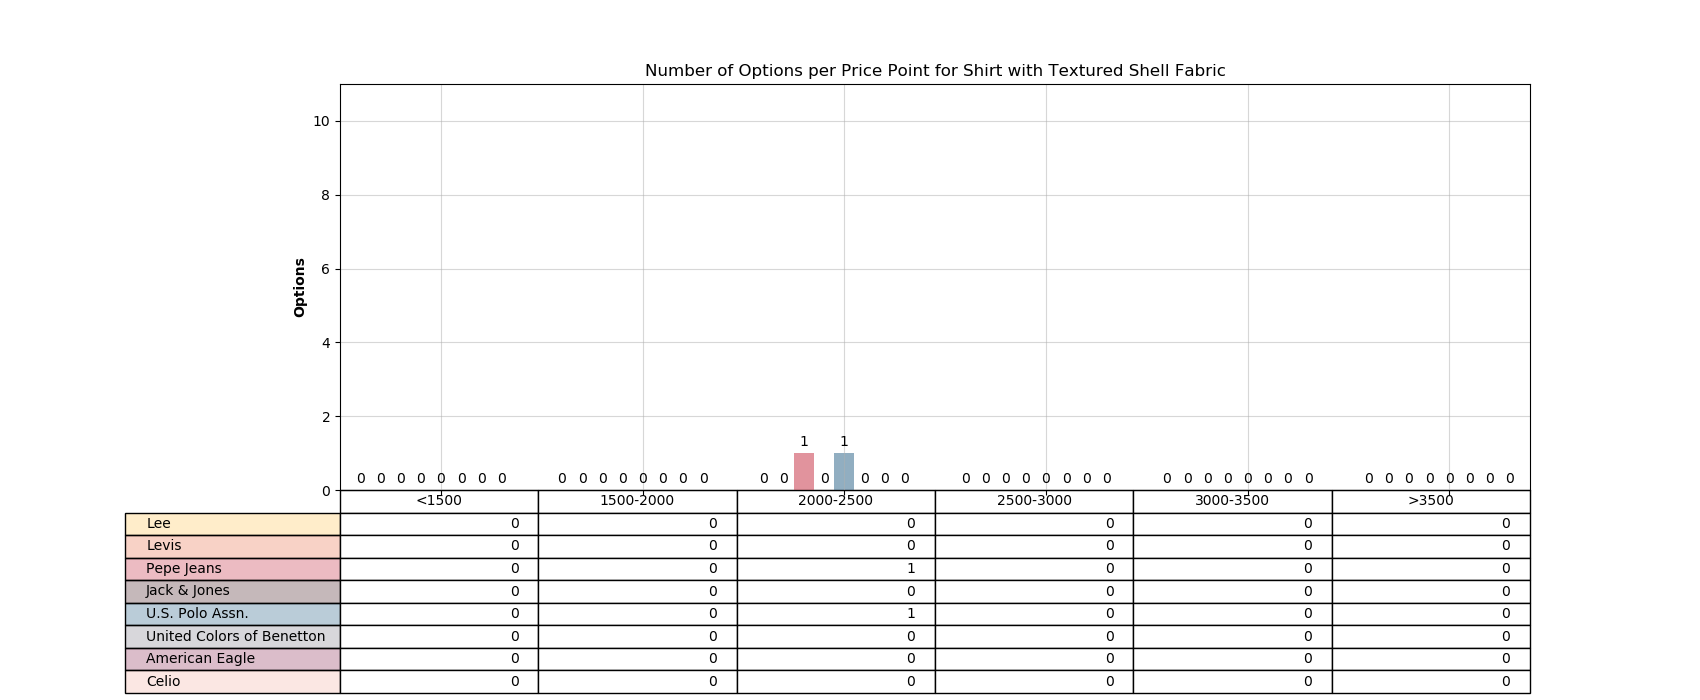 Number of Options per Price Point for Shirt with Textured Shell Fabric
10
8
6
4
2
0
Options
1 1
0 0 0 0 0 0 0 0 0 0 0 0 0 0 0 0 0 0 0 0 0 0 0 0 0 0 0 0 0 0 0 0 0 0 0 0 0 0 0 0 0 0 0 0 0 0
<1500 1500-2000 2000-2500 2500-3000 3000-3500 >3500
Lee 0 0 0 0 0 0
Levis 0 0 0 0 0 0
Pepe Jeans 0 0 1 0 0 0
Jack & Jones 0 0 0 0 0 0
U.S. Polo Assn. 0 0 1 0 0 0
United Colors of Benetton 0 0 0 0 0 0
American Eagle 0 0 0 0 0 0
Celio 0 0 0 0 0 0